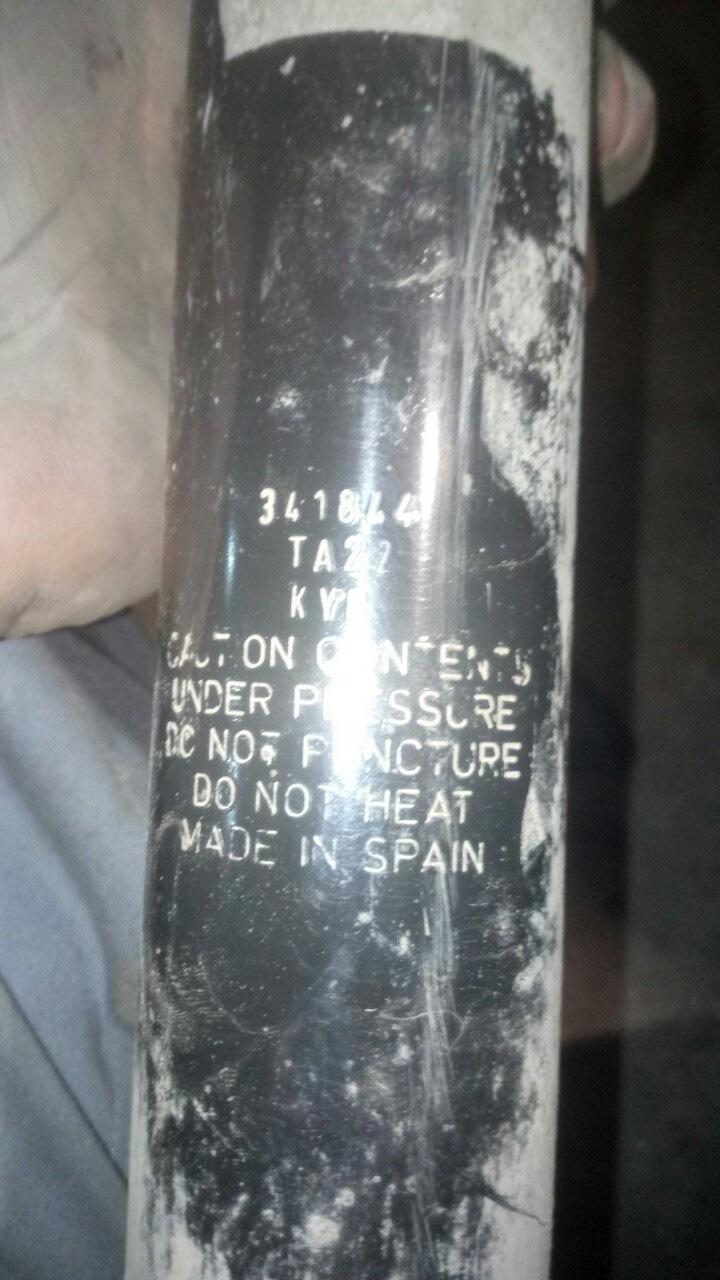 341844
TA22
KYB
CAUTION CONTENTS
UNDER PRESSURE
DO NOT PUNCTURE
DO NOT HEAT
MADE IN SPAIN